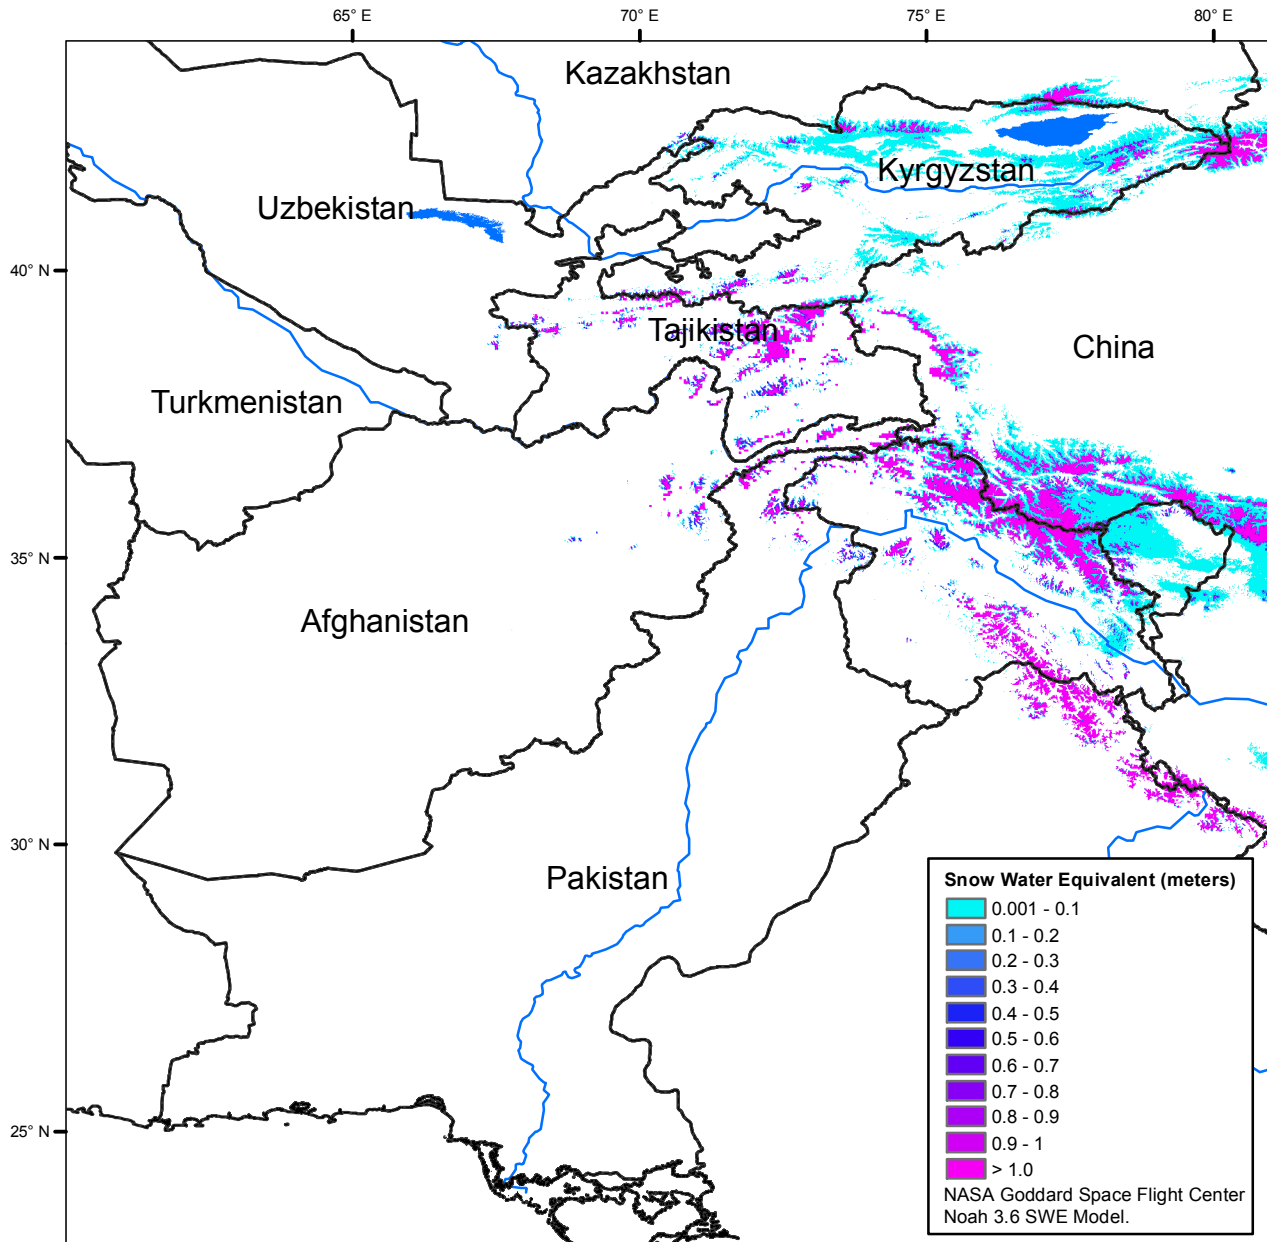 65° E 70° E 75° E 80° E
Kazakhstan
Kyrgyzstan
Uzbekistan
40° N
Tajikistan
China
Turkmenistan
35° N
Afghanistan
30° N
Pakistan
25° N
Snow Water Equivalent (meters)
0.001 - 0.1
0.1 - 0.2
0.2 - 0.3
0.3 - 0.4
0.4 - 0.5
0.5 - 0.6
0.6 - 0.7
0.7 - 0.8
0.8 - 0.9
0.9 - 1
> 1.0
NASA Goddard Space Flight Center
Noah 3.6 SWE Model.